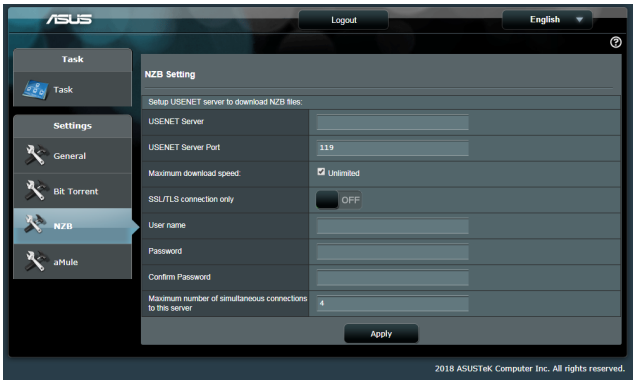 ASUS
Logout
English
Task
Task
Settings
General
Bit Torrent
NZB
aMule
NZB Setting
Setup USENET server to download NZB files:
USENET Server
USENET Server Port
119
Maximum download speed:
Unlimited
SSL/TLS connection only
OFF
User name
Password
Confirm Password
Maximum number of simultaneous connections
to this server
4
Apply
2018 ASUSTeK Computer Inc. All rights reserved.